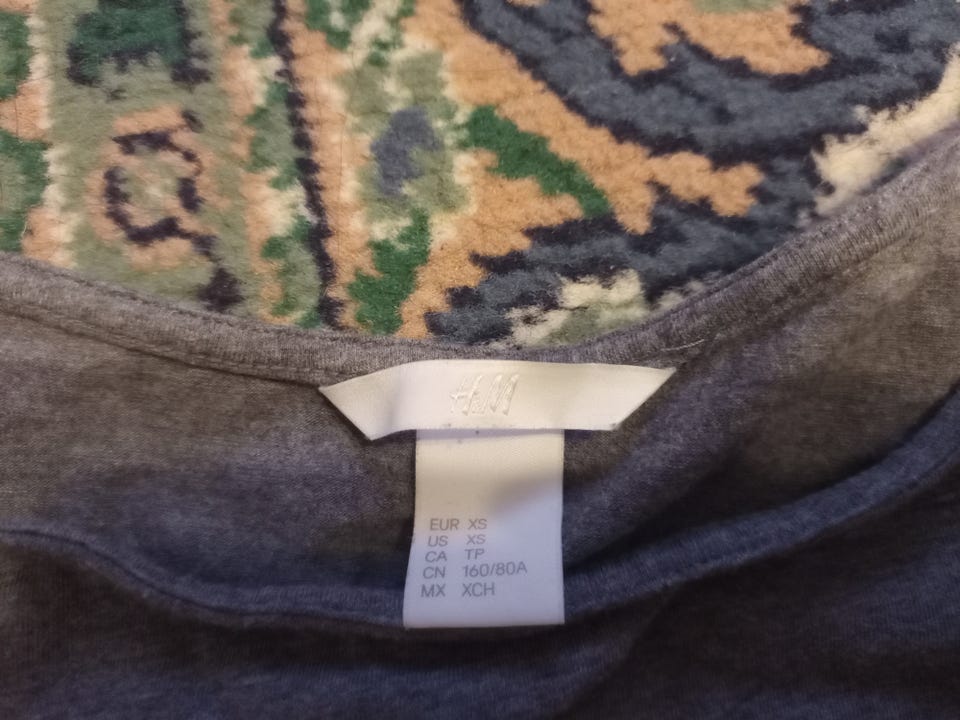 H&M
EUR XS
US XS
CA TP
CN 160/80A
MX XCH